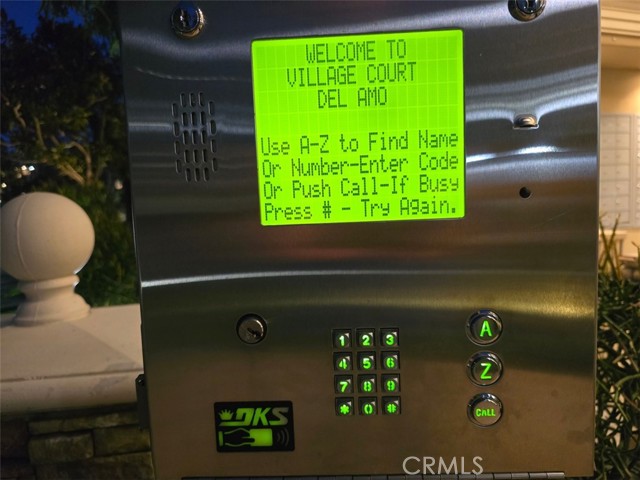 WELCOME TO
VILLAGE COURT
DEL AMO
Use A-Z to Find Name
Or Number-Enter Code
Or Push Call-If Busy
Press # - Try Again.
1 2 3
4 5 6
7 8 9
* 0 #
A
Z
CALL
DKS
CRMLS